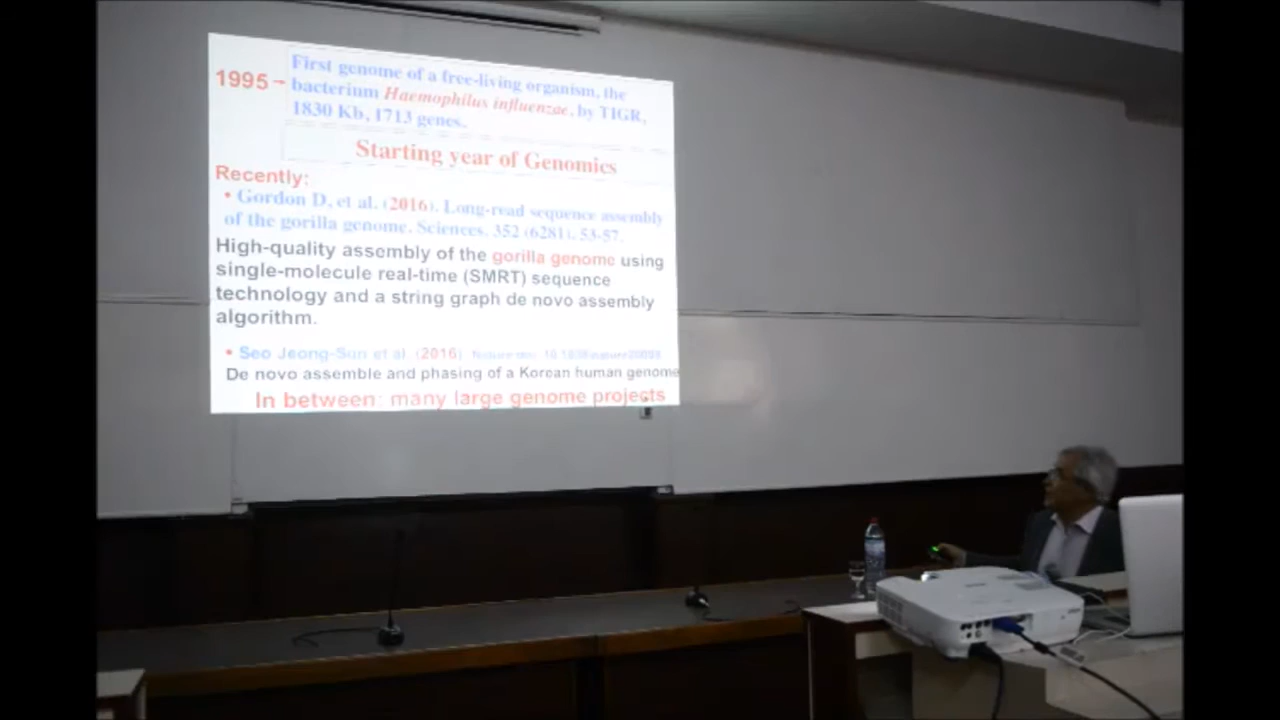 1995 → First genome of a free-living organism, the
bacterium Haemophilus influenzae, by TIGR,
1830 Kb, 1713 genes.
Starting year of Genomics
Recently:
• Gordon D, et al. (2016). Long-read sequence assembly
of the gorilla genome. Sciences. 352 (6281). 53-57.
High-quality assembly of the gorilla genome using
single-molecule real-time (SMRT) sequence
technology and a string graph de novo assembly
algorithm.
• Seo Jeong-Sun et al. (2016)
De novo assemble and phasing of a Korean human genome
In between: many large genome projects